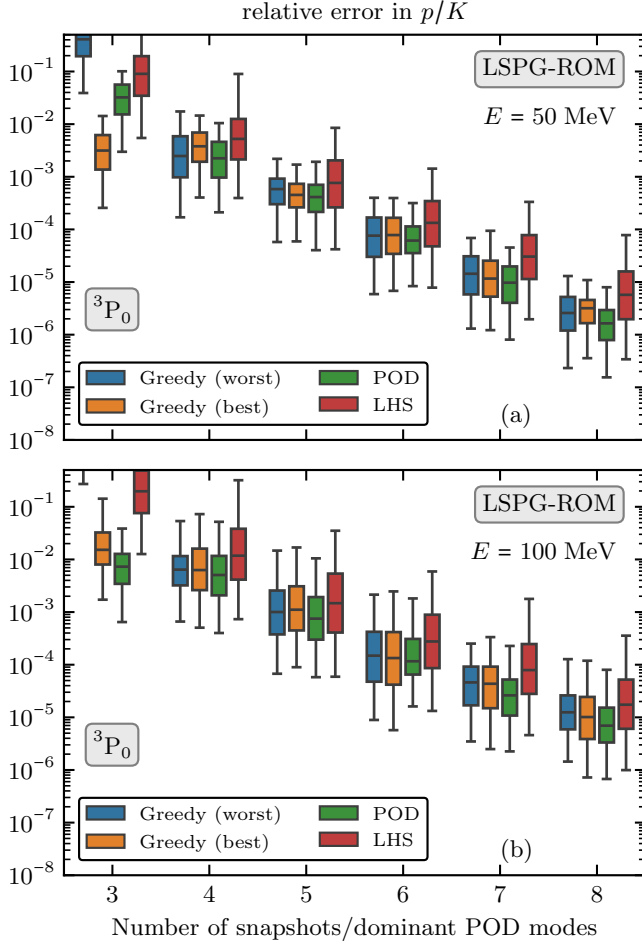 relative error in p/K
10⁻¹
LSPG-ROM
10⁻²
E = 50 MeV
10⁻³
10⁻⁴
10⁻⁵
³P₀
10⁻⁶
Greedy (worst) POD
10⁻⁷
Greedy (best) LHS
(a)
10⁻⁸
10⁻¹
LSPG-ROM
10⁻²
E = 100 MeV
10⁻³
10⁻⁴
10⁻⁵
³P₀
10⁻⁶
Greedy (worst) POD
10⁻⁷
Greedy (best) LHS
(b)
10⁻⁸
3 4 5 6 7 8
Number of snapshots/dominant POD modes